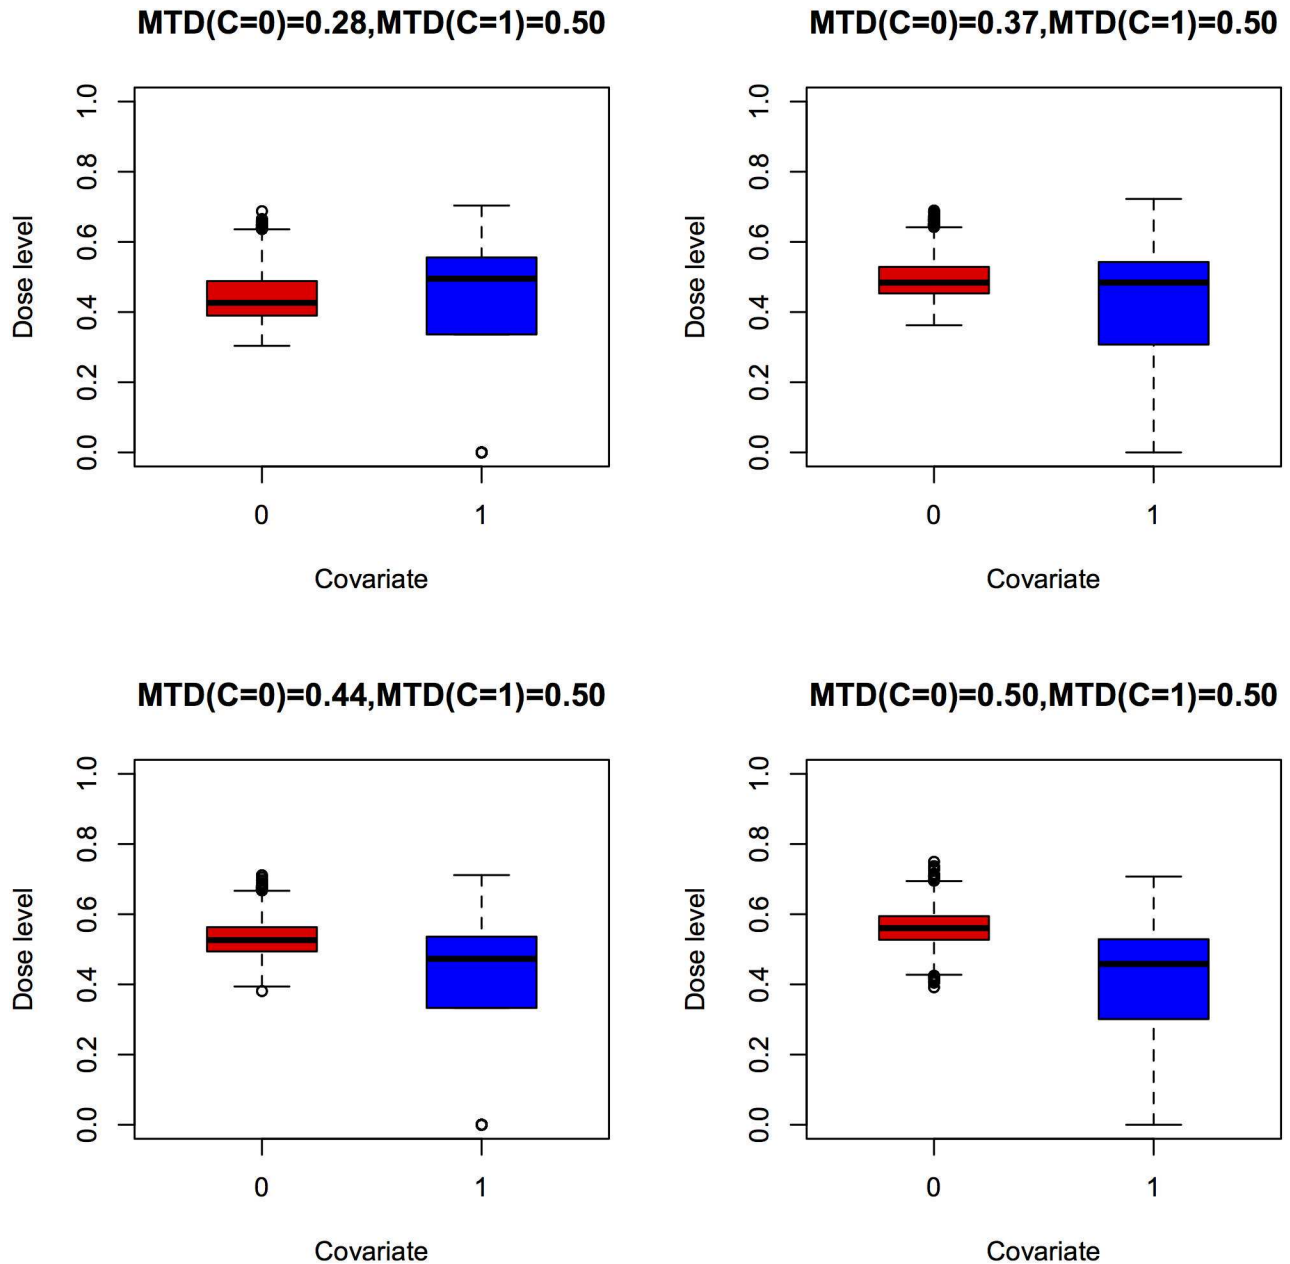 MTD(C=0)=0.28,MTD(C=1)=0.50
Dose level
1.0
0.8
0.6
0.4
0.2
0.0
0 1
Covariate
MTD(C=0)=0.37,MTD(C=1)=0.50
Dose level
1.0
0.8
0.6
0.4
0.2
0.0
0 1
Covariate
MTD(C=0)=0.44,MTD(C=1)=0.50
Dose level
1.0
0.8
0.6
0.4
0.2
0.0
0 1
Covariate
MTD(C=0)=0.50,MTD(C=1)=0.50
Dose level
1.0
0.8
0.6
0.4
0.2
0.0
0 1
Covariate